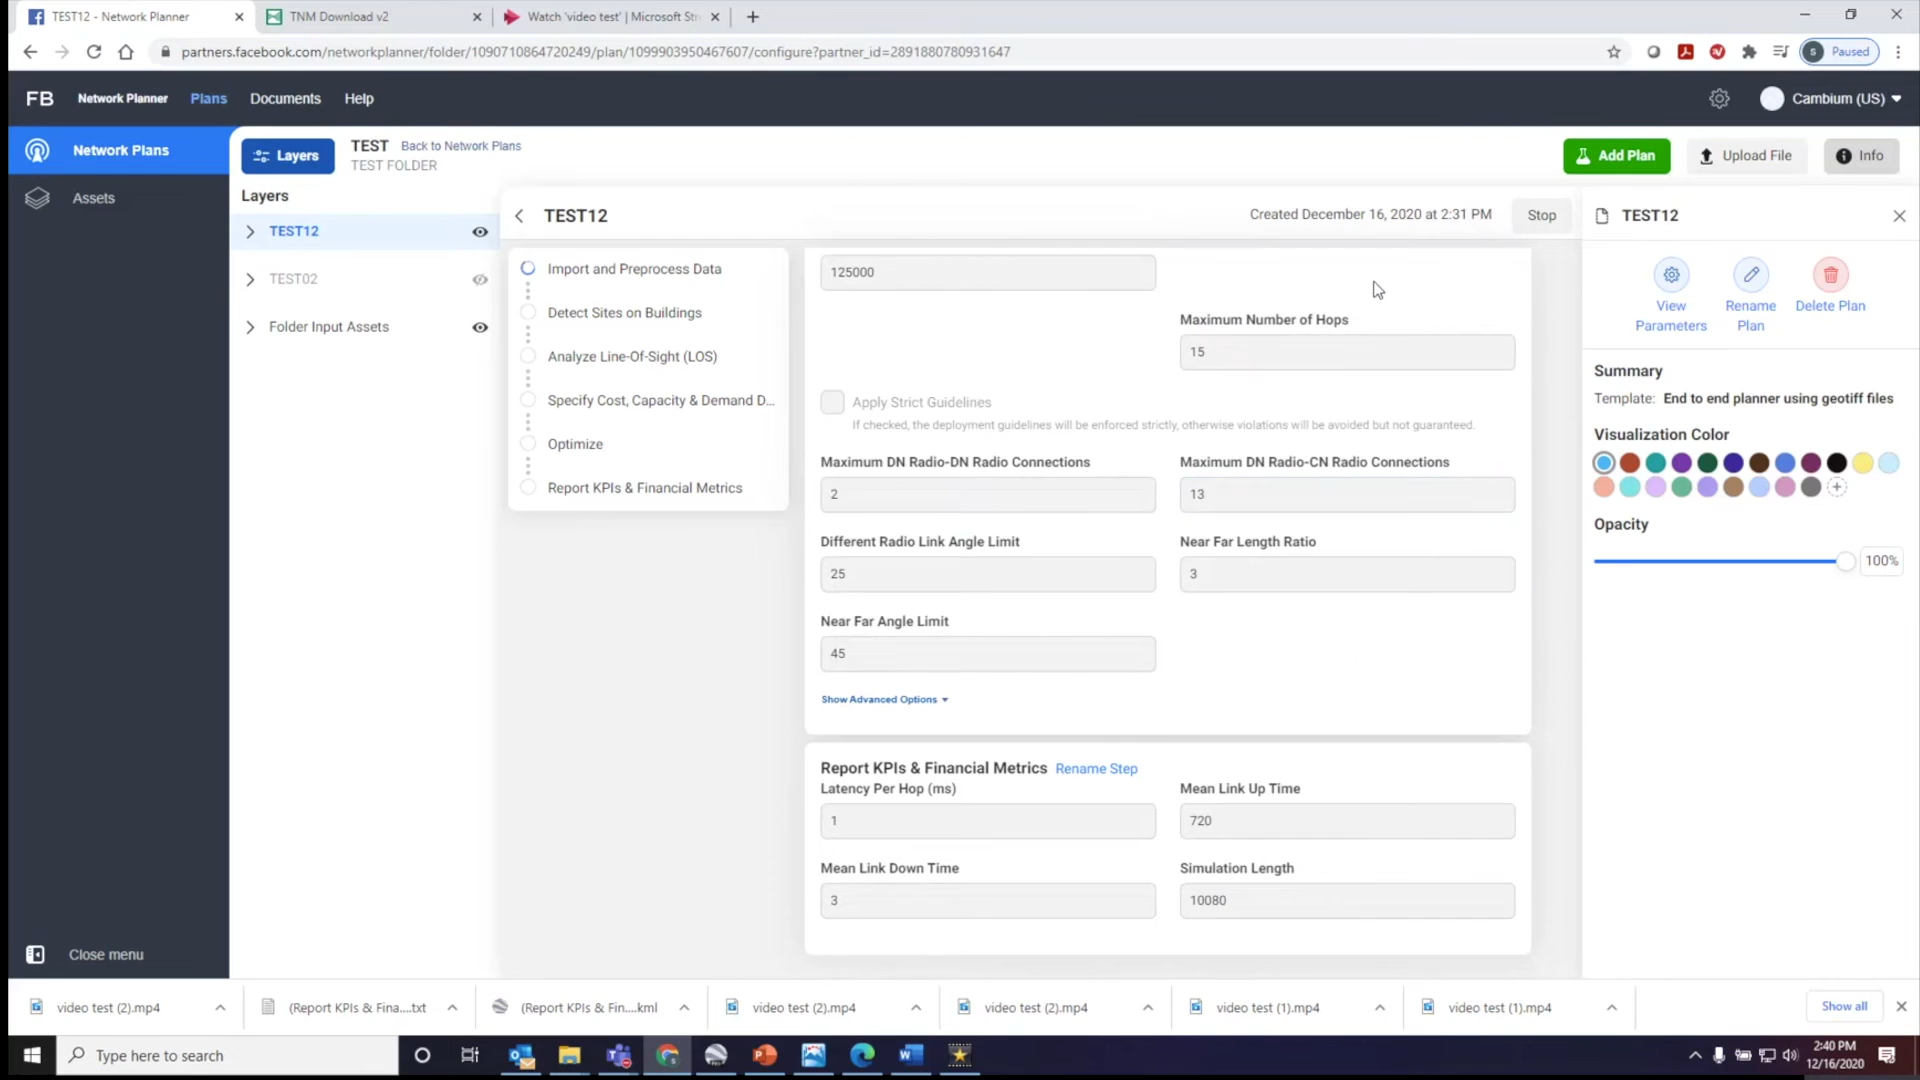 TEST12 - Network Planner
TNM Download v2
Watch 'video test' | Microsoft Str
partners.facebook.com/networkplanner/folder/1090710864720249/plan/1099903950467607/configure?partner_id=2891880780931647
S Paused
FB Network Planner Plans Documents Help
Cambium (US)
Network Plans
Assets
Close menu
Layers
TEST Back to Network Plans
TEST FOLDER
Add Plan
Upload File
Info
Layers
TEST12
TEST02
Folder Input Assets
TEST12
Created December 16, 2020 at 2:31 PM
Stop
Import and Preprocess Data
Detect Sites on Buildings
Analyze Line-Of-Sight (LOS)
Specify Cost, Capacity & Demand D...
Optimize
Report KPIs & Financial Metrics
125000
Maximum Number of Hops
15
Apply Strict Guidelines
If checked, the deployment guidelines will be enforced strictly, otherwise violations will be avoided but not guaranteed.
Maximum DN Radio-DN Radio Connections
2
Maximum DN Radio-CN Radio Connections
13
Different Radio Link Angle Limit
25
Near Far Length Ratio
3
Near Far Angle Limit
45
Show Advanced Options
Report KPIs & Financial Metrics Rename Step
Latency Per Hop (ms)
1
Mean Link Up Time
720
Mean Link Down Time
3
Simulation Length
10080
TEST12
View Parameters
Rename Plan
Delete Plan
Summary
Template: End to end planner using geotiff files
Visualization Color
Opacity
100%
video test (2).mp4
(Report KPIs & Fina....txt
(Report KPIs & Fin....kml
video test (2).mp4
video test (2).mp4
video test (1).mp4
video test (1).mp4
Show all
Type here to search
2:40 PM
12/16/2020